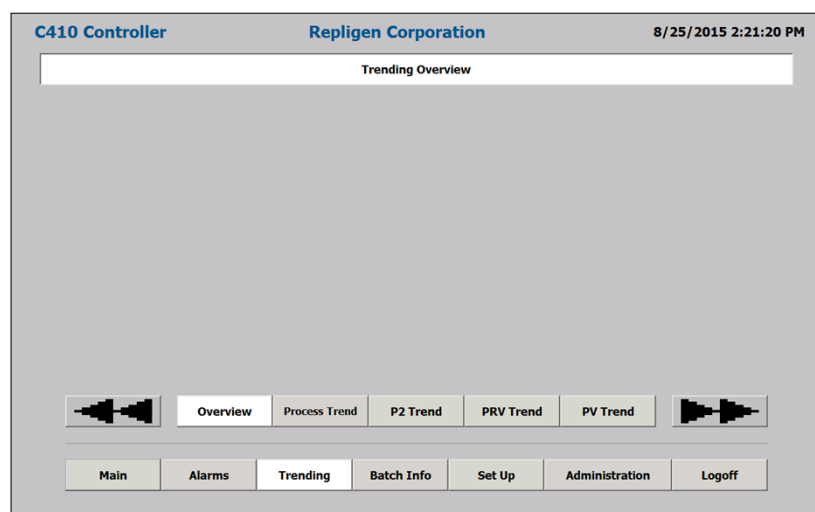 C410 Controller Repligen Corporation 8/25/2015 2:21:20 PM
Trending Overview
Overview Process Trend P2 Trend PRV Trend PV Trend
Main Alarms Trending Batch Info Set Up Administration Logoff